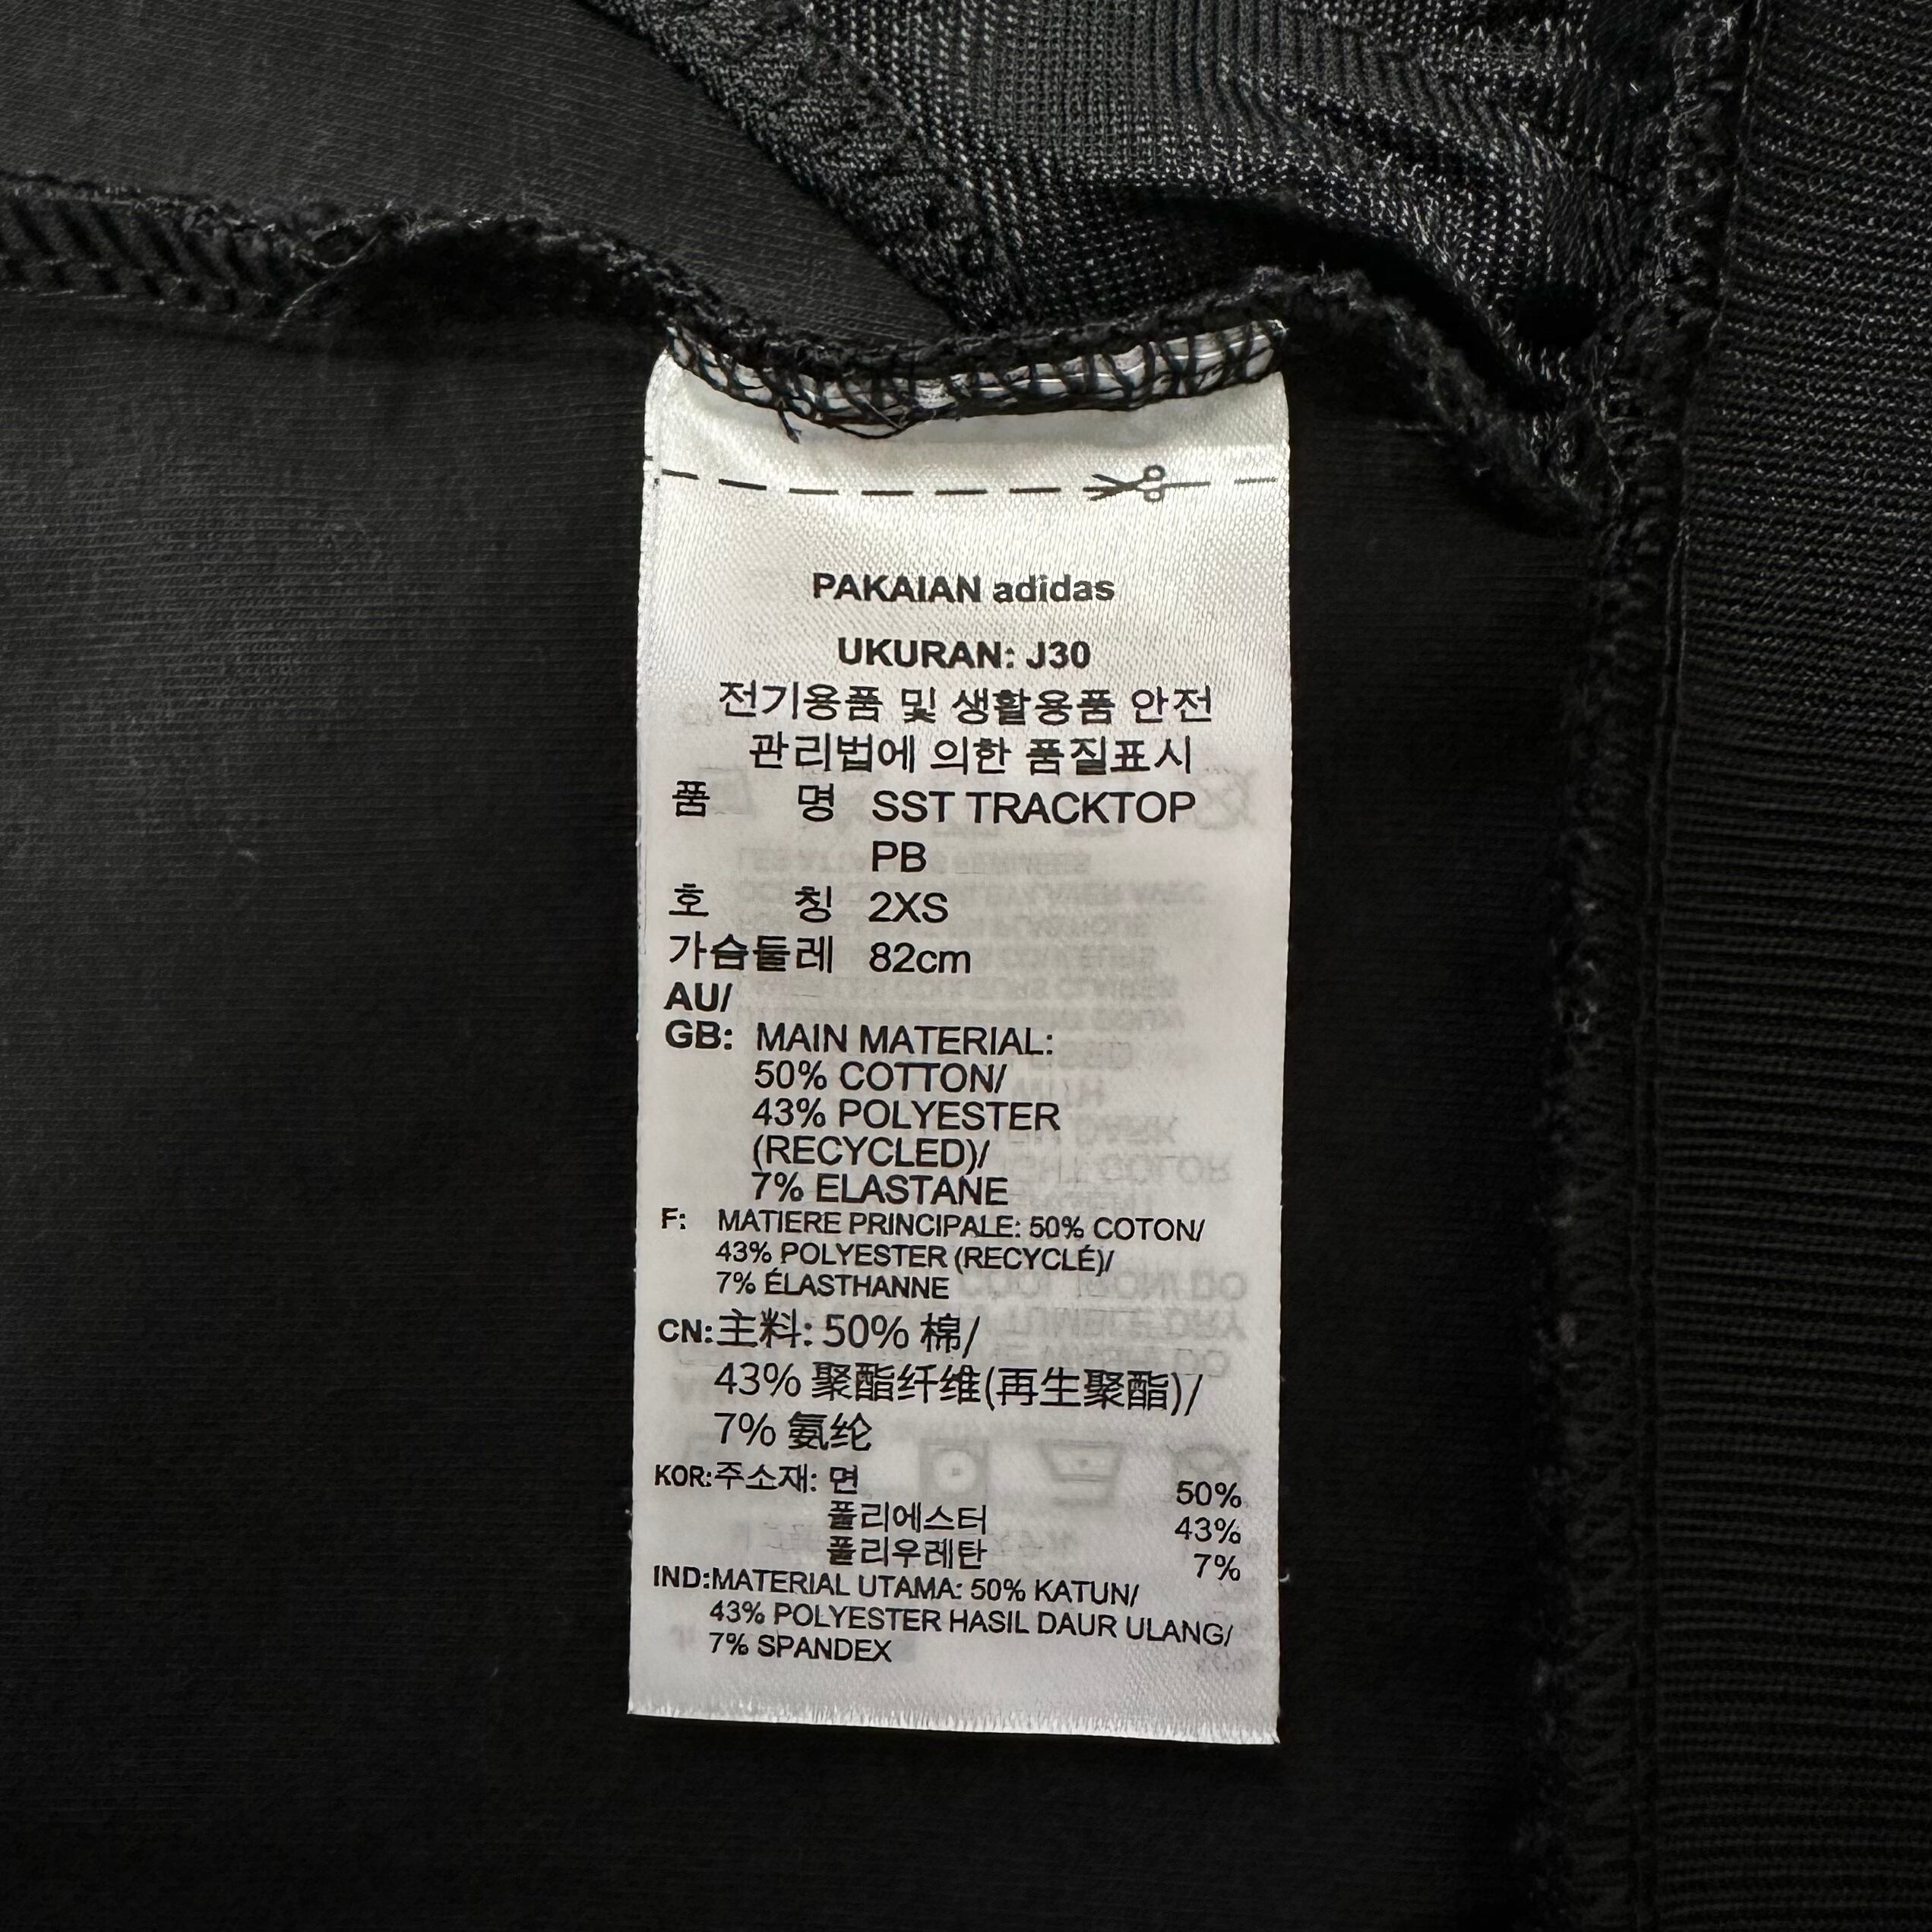 PAKAIAN adidas
UKURAN: J30
전기용품 및 생활용품 안전
관리법에 의한 품질표시
품 명 SST TRACKTOP
PB
호 칭 2XS
가슴둘레 82cm
AU/
GB: MAIN MATERIAL:
50% COTTON/
43% POLYESTER
(RECYCLED)/
7% ELASTANE
F: MATIERE PRINCIPALE: 50% COTON/
43% POLYESTER (RECYCLÉ)/
7% ÉLASTHANNE
CN:主料: 50% 棉/
43% 聚酯纤维(再生聚酯)/
7% 氨纶
KOR:주소재: 면 50%
폴리에스터 43%
폴리우레탄 7%
IND:MATERIAL UTAMA: 50% KATUN/
43% POLYESTER HASIL DAUR ULANG/
7% SPANDEX